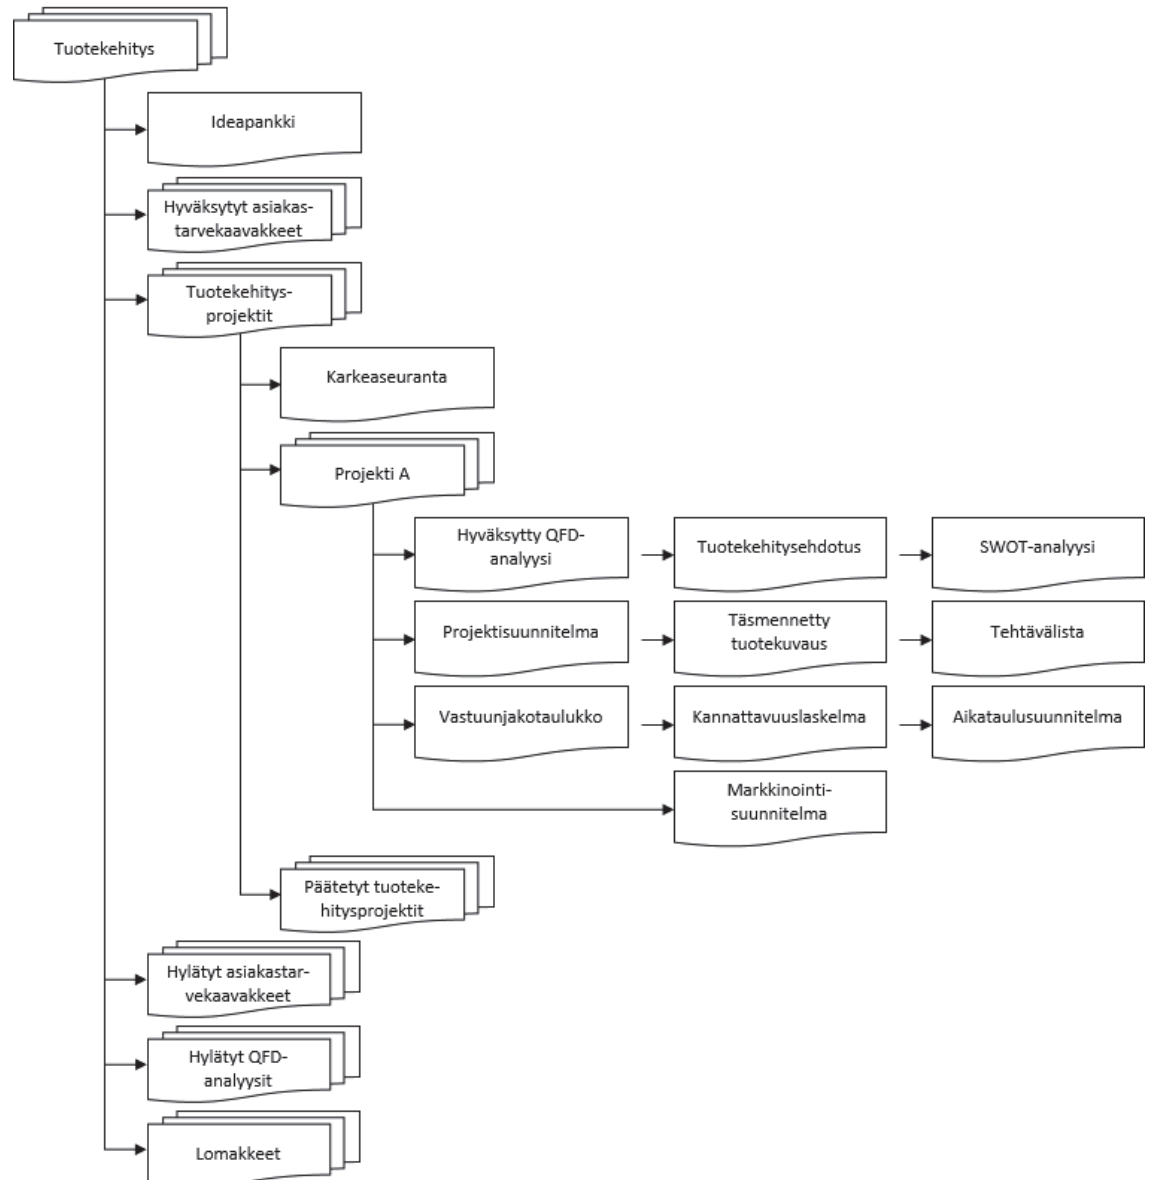 Tuotekehitys
Ideapankki
Hyväksytyt asiakas-
tarvekaavakkeet
Tuotekehitys-
projektit
Karkeaseuranta
Projekti A
Hyväksytty QFD-
analyysi
Tuotekehitysehdotus
SWOT-analyysi
Projektisuunnitelma
Täsmennetty
tuotekuvaus
Tehtävälista
Vastuunjakotaulukko
Kannattavuuslaskelma
Aikataulusuunnitelma
Markkinointi-
suunnitelma
Päätetyt tuoteke-
hitysprojektit
Hylätyt asiakastar-
vekaavakkeet
Hylätyt QFD-
analyysit
Lomakkeet